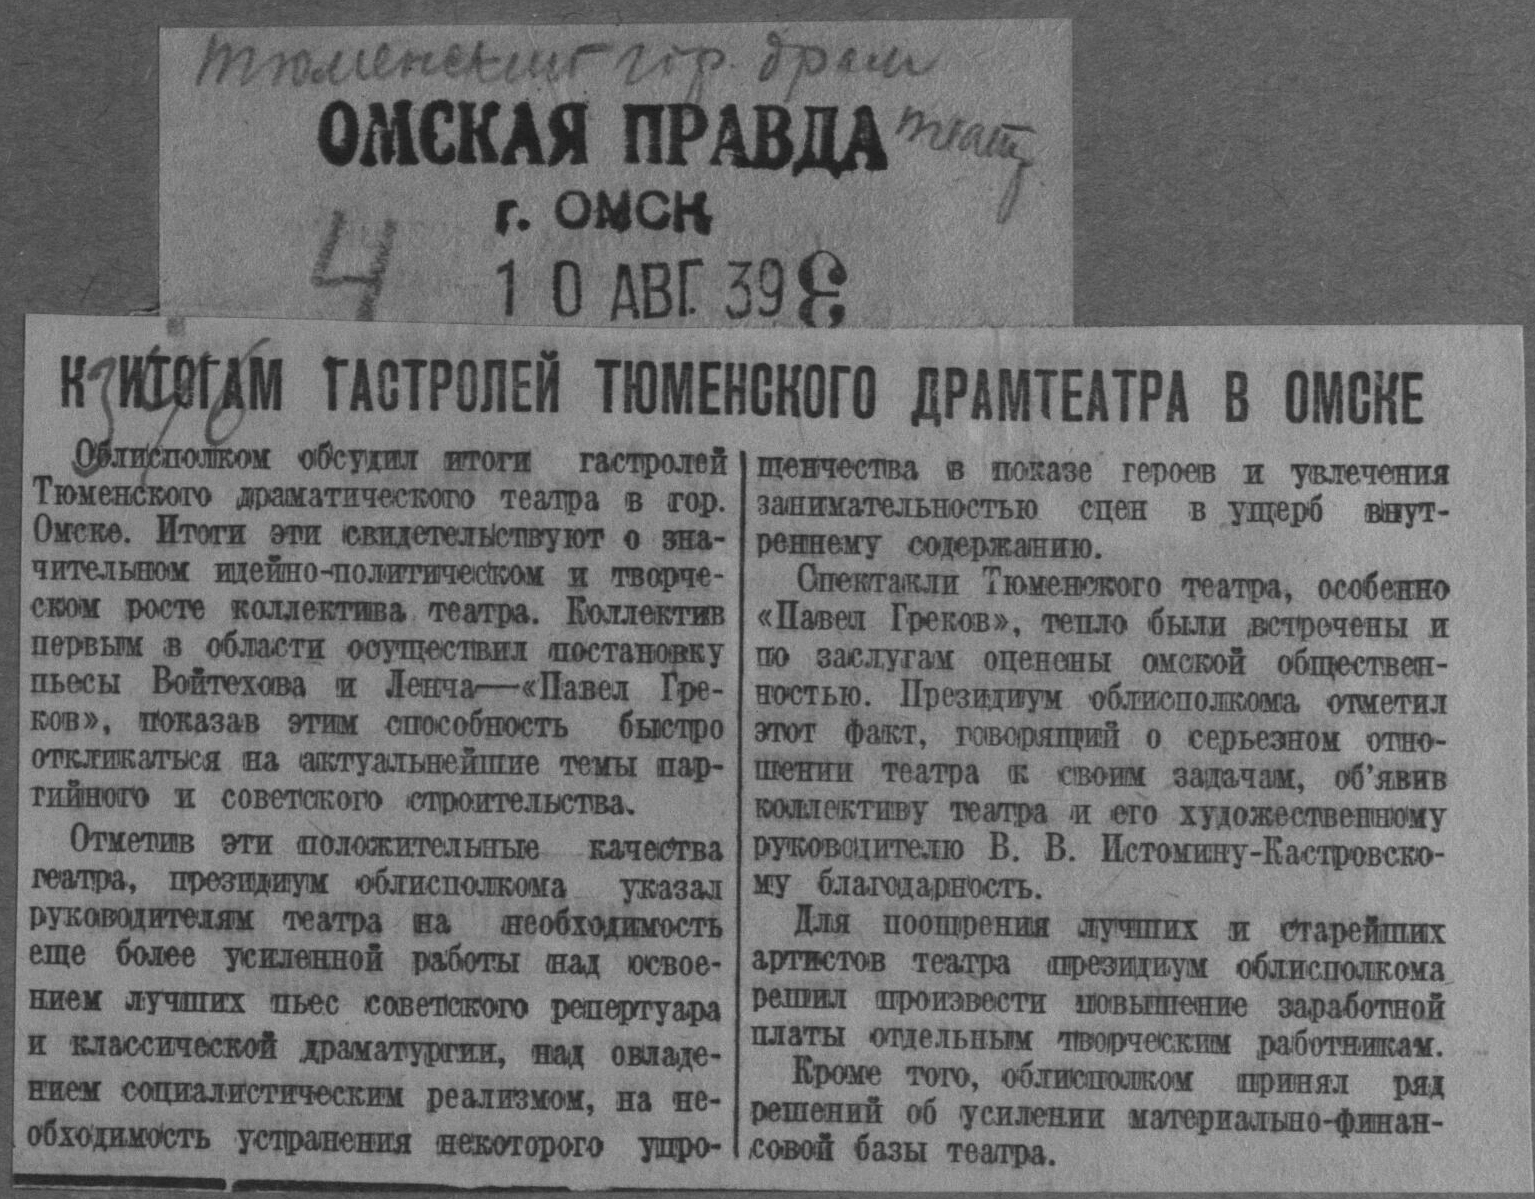 Тюменский гор. драм
театр
ОМСКАЯ ПРАВДА
г. ОМСК
4
10 АВГ. 39
К ИТОГАМ ГАСТРОЛЕЙ ТЮМЕНСКОГО ДРАМТЕАТРА В ОМСКЕ
Облисполком обсудил итоги гастролей
Тюменского драматического театра в гор.
Омске. Итоги эти свидетельствуют о зна-
чительном идейно-политическом и творче-
ском росте коллектива театра. Коллектив
первым в области осуществил постановку
пьесы Войтехова и Ленча—«Павел Гре-
ков», показав этим способность быстро
откликаться на актуальнейшие темы пар-
тийного и советского строительства.
Отметив эти положительные качества
театра, президиум облисполкома указал
руководителям театра на необходимость
еще более усиленной работы над освое-
нием лучших пьес советского репертуара
и классической драматургии, над овладе-
нием социалистическим реализмом, на не-
обходимость устранения некоторого упро-
щенчества в показе героев и увлечения
занимательностью сцен в ущерб внут-
реннему содержанию.
Спектакли Тюменского театра, особенно
«Павел Греков», тепло были встречены и
по заслугам оценены омской обществен-
ностью. Президиум облисполкома отметил
этот факт, говорящий о серьезном отно-
шении театра к своим задачам, об'явив
коллективу театра и его художественному
руководителю В. В. Истомину-Кастровско-
му благодарность.
Для поощрения лучших и старейших
артистов театра президиум облисполкома
решил произвести повышение заработной
платы отдельным творческим работникам.
Кроме того, облисполком принял ряд
решений об усилении материально-финан-
совой базы театра.